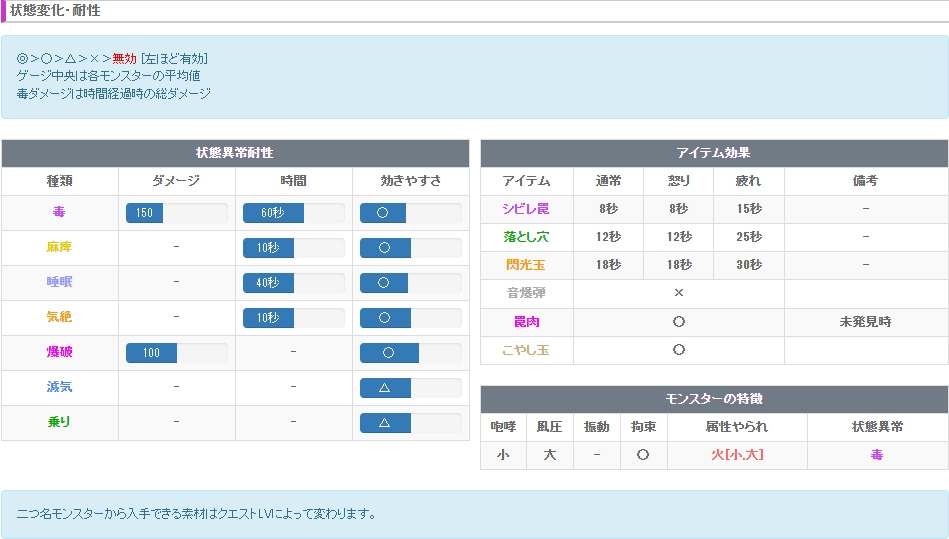 状態変化・耐性
◎＞○＞△＞×＞無効 [左ほど有効]
ゲージ中央は各モンスターの平均値
毒ダメージは時間経過時の総ダメージ
状態異常耐性
種類 ダメージ 時間 効きやすさ
毒 150 60秒 ○
麻痺 - 10秒 ○
睡眠 - 40秒 ○
気絶 - 10秒 ○
爆破 100 - ○
減気 - - △
乗り - - △
アイテム効果
アイテム 通常 怒り 疲れ 備考
シビレ罠 8秒 8秒 15秒 -
落とし穴 12秒 12秒 25秒 -
閃光玉 18秒 18秒 30秒 -
音爆弾 ×
罠肉 ○ 未発見時
こやし玉 ○
モンスターの特徴
咆哮 風圧 振動 拘束 属性やられ 状態異常
小 大 - ○ 火[小,大] 毒
二つ名モンスターから入手できる素材はクエストLVによって変わります。